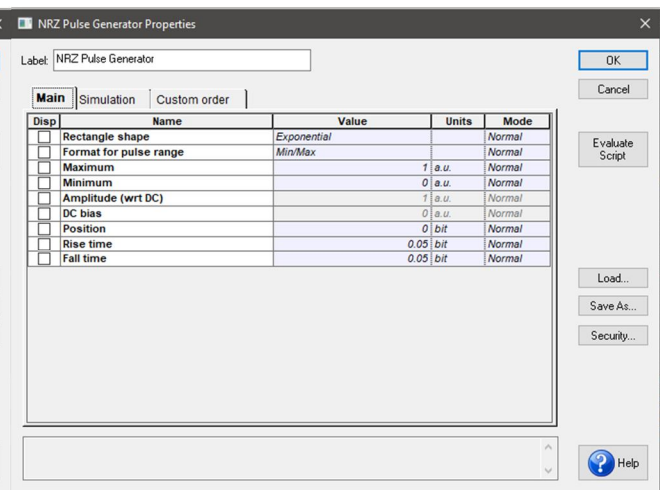 NRZ Pulse Generator Properties
Label: NRZ Pulse Generator
OK
Cancel
Main Simulation Custom order
Disp Name Value Units Mode
Rectangle shape Exponential Normal
Format for pulse range Min/Max Normal
Maximum 1 a.u. Normal
Minimum 0 a.u. Normal
Amplitude (wrt DC) 1 a.u. Normal
DC bias 0 a.u. Normal
Position 0 bit Normal
Rise time 0.05 bit Normal
Fall time 0.05 bit Normal
Evaluate
Script
Load...
Save As...
Security...
Help